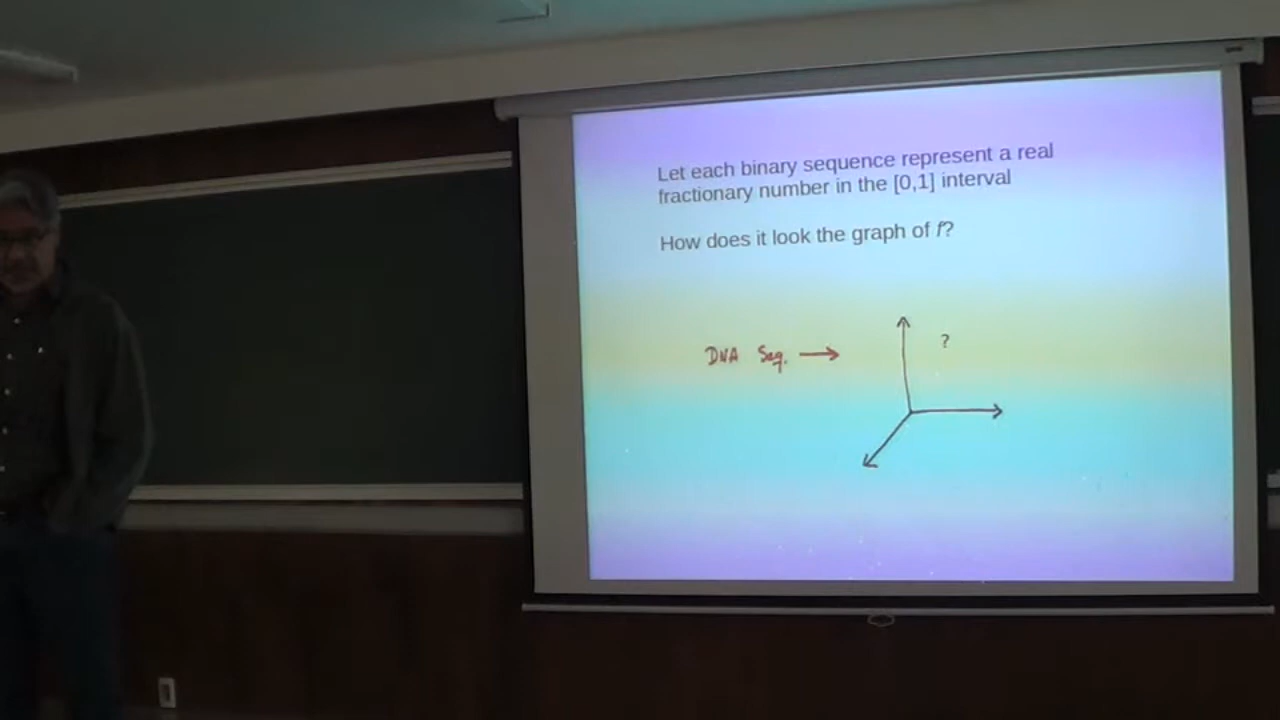 Let each binary sequence represent a real
fractionary number in the [0,1] interval
How does it look the graph of f?
DNA Seq. →
?